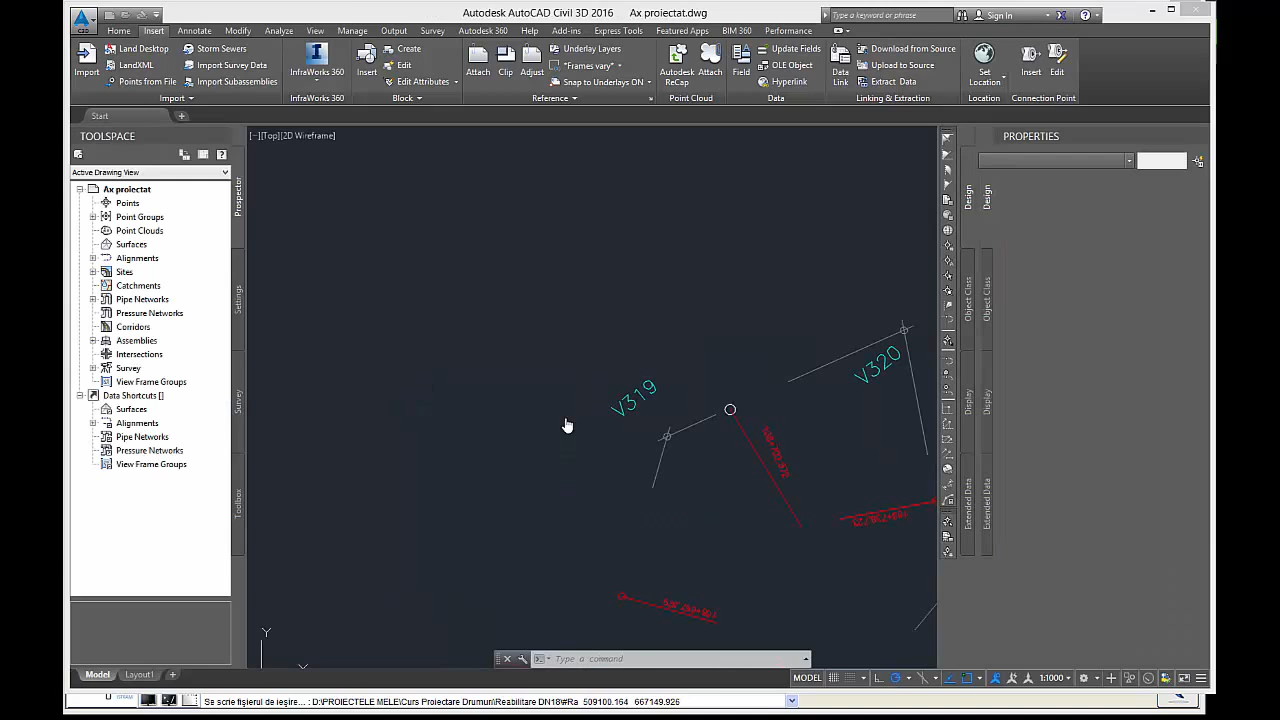 Autodesk AutoCAD Civil 3D 2016 Ax proiectat.dwg
Type a keyword or phrase
Sign In
C3D
Home Insert Annotate Modify Analyze View Manage Output Survey Autodesk 360 Help Add-ins Express Tools Featured Apps BIM 360 Performance
Import
Land Desktop
LandXML
Points from File
Storm Sewers
Import Survey Data
Import Subassemblies
InfraWorks 360
Insert
Create
Edit
Edit Attributes
Attach
Clip
Adjust
Underlay Layers
*Frames vary*
Snap to Underlays ON
Autodesk ReCap
Attach
Field
Update Fields
OLE Object
Hyperlink
Data Link
Download from Source
Upload to Source
Extract Data
Set Location
Insert
Edit
Import
InfraWorks 360
Block
Reference
Point Cloud
Data
Linking & Extraction
Location
Connection Point
Start
TOOLSPACE
Active Drawing View
Ax proiectat
Points
Point Groups
Point Clouds
Surfaces
Alignments
Sites
Catchments
Pipe Networks
Pressure Networks
Corridors
Assemblies
Intersections
Survey
View Frame Groups
Data Shortcuts []
Surfaces
Alignments
Pipe Networks
Pressure Networks
View Frame Groups
Prospector
Settings
Survey
Toolbox
[−][Top][2D Wireframe]
V319
V320
Y
PROPERTIES
Design
Design
Object Class
Object Class
Display
Display
Extended Data
Extended Data
Type a command
Model
Layout1
MODEL
1:1000
Se scrie fişierul de ieşire... : D:\PROIECTELE MELE\Curs Proiectare Drumuri\Reabilitare DN18\#Ra 509100.164 667149.926